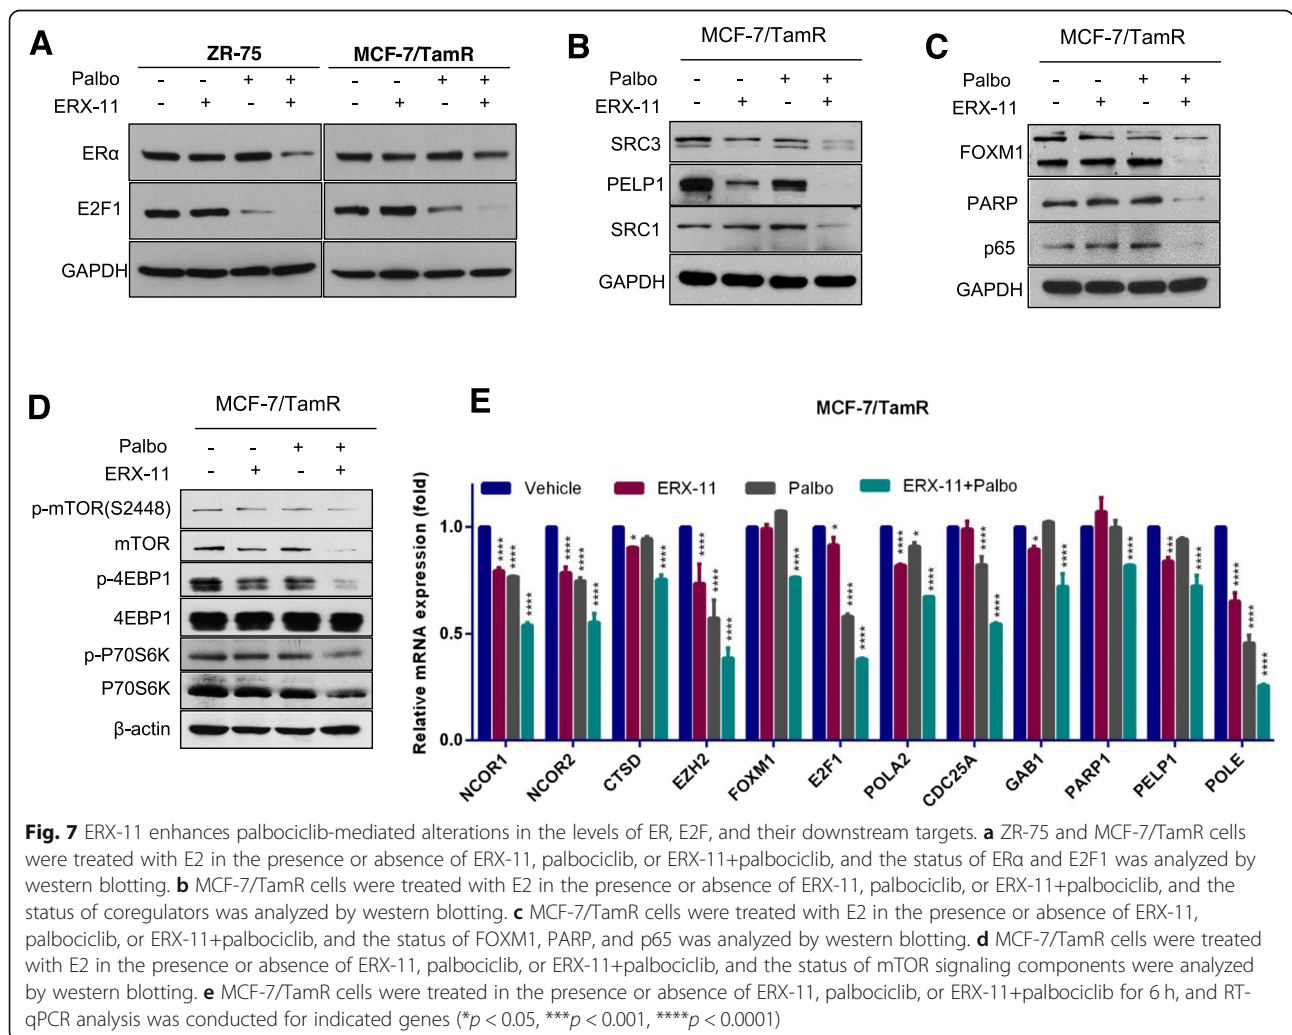 A
ZR-75 MCF-7/TamR
Palbo - - + + - - + +
ERX-11 - + - + - + - +
ERα
E2F1
GAPDH
B
MCF-7/TamR
Palbo - - + +
ERX-11 - + - +
SRC3
PELP1
SRC1
GAPDH
C
MCF-7/TamR
Palbo - - + +
ERX-11 - + - +
FOXM1
PARP
p65
GAPDH
D
MCF-7/TamR
Palbo - - + +
ERX-11 - + - +
p-mTOR(S2448)
mTOR
p-4EBP1
4EBP1
p-P70S6K
P70S6K
β-actin
E
MCF-7/TamR
Relative mRNA expression (fold)
Vehicle ERX-11 Palbo ERX-11+Palbo
1.0
0.5
0.0
**** **** ****
**** **** ****
* ****
**** **** ****
****
* **** ****
**** * ****
**** ****
* ****
****
*** ****
**** **** ****
NCOR1 NCOR2 CTSD EZH2 FOXM1 E2F1 POLA2 CDC25A GAB1 PARP1 PELP1 POLE
Fig. 7 ERX-11 enhances palbociclib-mediated alterations in the levels of ER, E2F, and their downstream targets. a ZR-75 and MCF-7/TamR cells
were treated with E2 in the presence or absence of ERX-11, palbociclib, or ERX-11+palbociclib, and the status of ERα and E2F1 was analyzed by
western blotting. b MCF-7/TamR cells were treated with E2 in the presence or absence of ERX-11, palbociclib, or ERX-11+palbociclib, and the
status of coregulators was analyzed by western blotting. c MCF-7/TamR cells were treated with E2 in the presence or absence of ERX-11,
palbociclib, or ERX-11+palbociclib, and the status of FOXM1, PARP, and p65 was analyzed by western blotting. d MCF-7/TamR cells were treated
with E2 in the presence or absence of ERX-11, palbociclib, or ERX-11+palbociclib, and the status of mTOR signaling components were analyzed
by western blotting. e MCF-7/TamR cells were treated in the presence or absence of ERX-11, palbociclib, or ERX-11+palbociclib for 6 h, and RT-
qPCR analysis was conducted for indicated genes (*p < 0.05, ***p < 0.001, ****p < 0.0001)